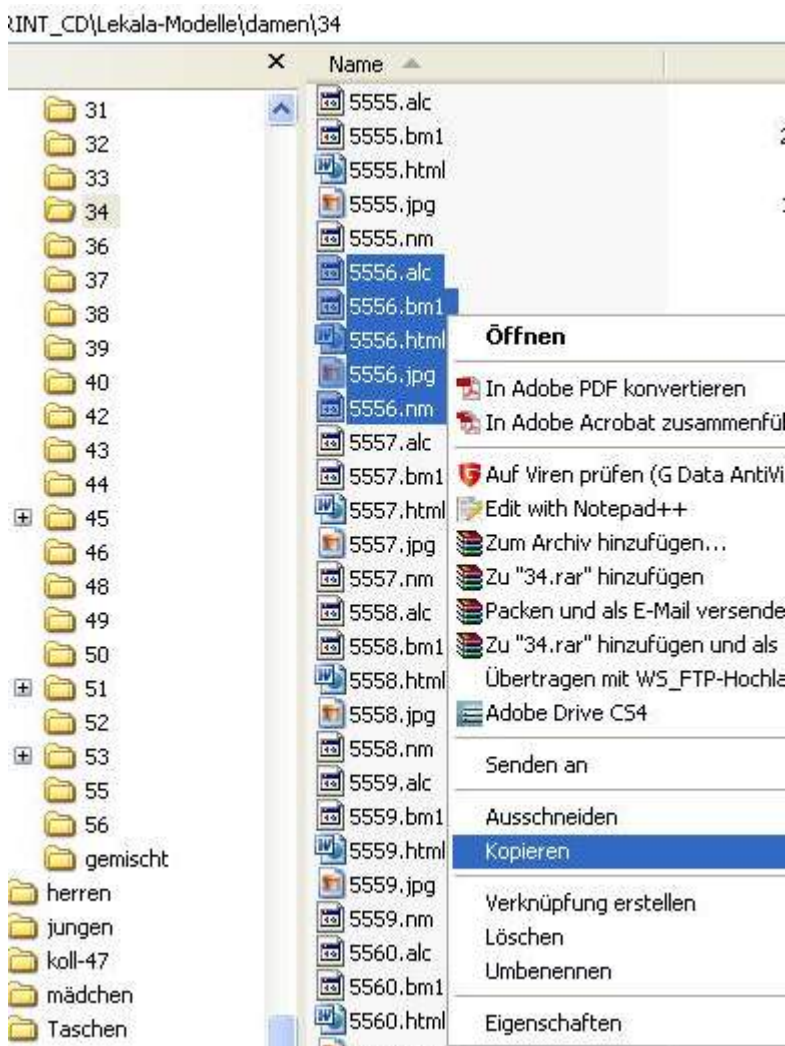 RINT_CD\Lekala-Modelle\damen\34
Name
31
32
33
34
36
37
38
39
40
42
43
44
45
46
48
49
50
51
52
53
55
56
gemischt
herren
jungen
koll-47
mädchen
Taschen
5555.alc
5555.bm1
5555.html
5555.jpg
5555.nm
5556.alc
5556.bm1
5556.html
5556.jpg
5556.nm
5557.alc
5557.bm1
5557.html
5557.jpg
5557.nm
5558.alc
5558.bm1
5558.html
5558.jpg
5558.nm
5559.alc
5559.bm1
5559.html
5559.jpg
5559.nm
5560.alc
5560.bm1
5560.html
Öffnen
In Adobe PDF konvertieren
In Adobe Acrobat zusammenfül
Auf Viren prüfen (G Data AntiVi
Edit with Notepad++
Zum Archiv hinzufügen...
Zu "34.rar" hinzufügen
Packen und als E-Mail versende
Zu "34.rar" hinzufügen und als
Übertragen mit WS_FTP-Hochla
Adobe Drive CS4
Senden an
Ausschneiden
Kopieren
Verknüpfung erstellen
Löschen
Umbenennen
Eigenschaften